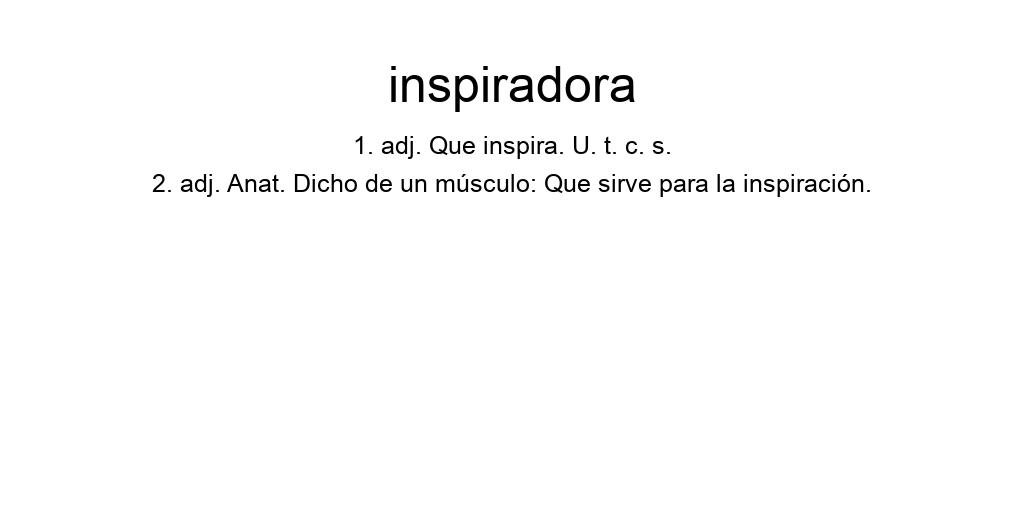 inspiradora
1. adj. Que inspira. U. t. c. s.
2. adj. Anat. Dicho de un músculo: Que sirve para la inspiración.